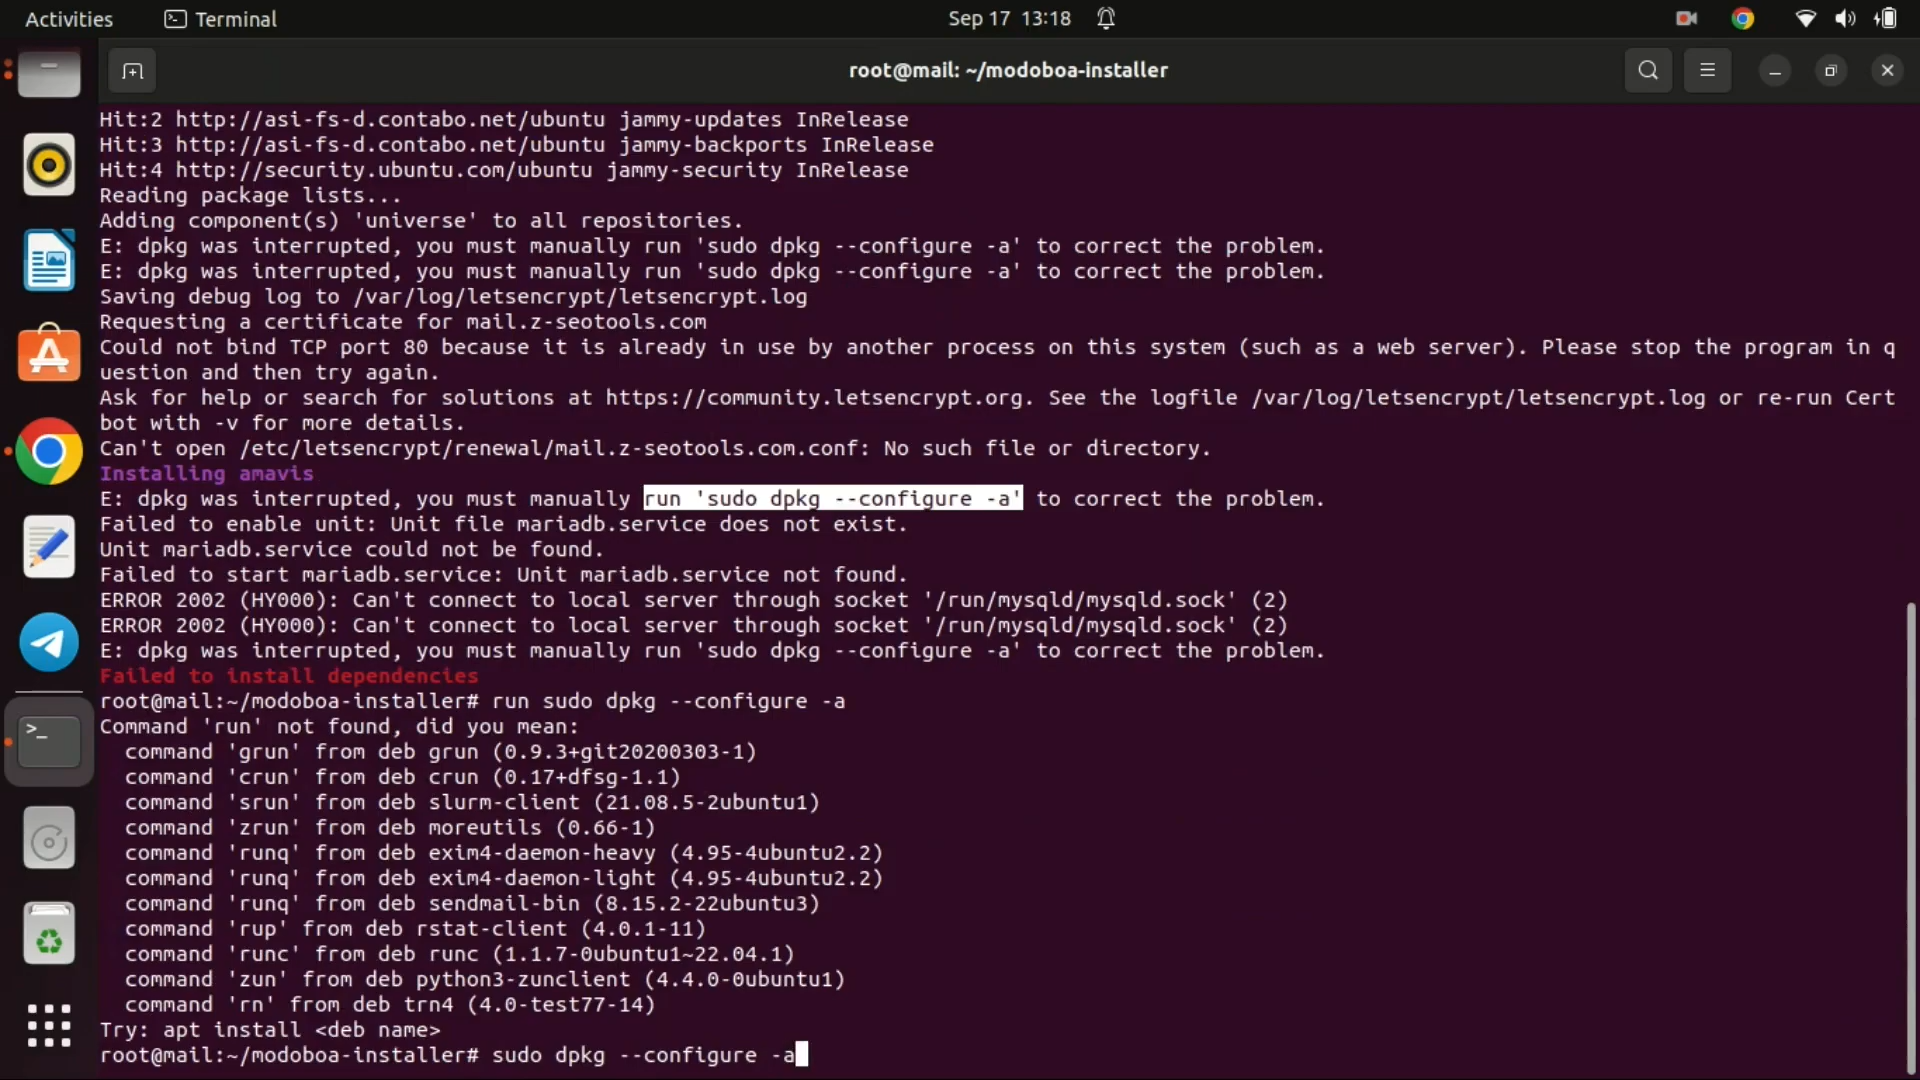 Activities
Terminal
Sep 17 13:18
root@mail: ~/modoboa-installer
Hit:2 http://asi-fs-d.contabo.net/ubuntu jammy-updates InRelease
Hit:3 http://asi-fs-d.contabo.net/ubuntu jammy-backports InRelease
Hit:4 http://security.ubuntu.com/ubuntu jammy-security InRelease
Reading package lists...
Adding component(s) 'universe' to all repositories.
E: dpkg was interrupted, you must manually run 'sudo dpkg --configure -a' to correct the problem.
E: dpkg was interrupted, you must manually run 'sudo dpkg --configure -a' to correct the problem.
Saving debug log to /var/log/letsencrypt/letsencrypt.log
Requesting a certificate for mail.z-seotools.com
Could not bind TCP port 80 because it is already in use by another process on this system (such as a web server). Please stop the program in q
uestion and then try again.
Ask for help or search for solutions at https://community.letsencrypt.org. See the logfile /var/log/letsencrypt/letsencrypt.log or re-run Cert
bot with -v for more details.
Can't open /etc/letsencrypt/renewal/mail.z-seotools.com.conf: No such file or directory.
Installing amavis
E: dpkg was interrupted, you must manually run 'sudo dpkg --configure -a' to correct the problem.
Failed to enable unit: Unit file mariadb.service does not exist.
Unit mariadb.service could not be found.
Failed to start mariadb.service: Unit mariadb.service not found.
ERROR 2002 (HY000): Can't connect to local server through socket '/run/mysqld/mysqld.sock' (2)
ERROR 2002 (HY000): Can't connect to local server through socket '/run/mysqld/mysqld.sock' (2)
E: dpkg was interrupted, you must manually run 'sudo dpkg --configure -a' to correct the problem.
Failed to install dependencies
root@mail:~/modoboa-installer# run sudo dpkg --configure -a
Command 'run' not found, did you mean:
  command 'grun' from deb grun (0.9.3+git20200303-1)
  command 'crun' from deb crun (0.17+dfsg-1.1)
  command 'srun' from deb slurm-client (21.08.5-2ubuntu1)
  command 'zrun' from deb moreutils (0.66-1)
  command 'runq' from deb exim4-daemon-heavy (4.95-4ubuntu2.2)
  command 'runq' from deb exim4-daemon-light (4.95-4ubuntu2.2)
  command 'runq' from deb sendmail-bin (8.15.2-22ubuntu3)
  command 'rup' from deb rstat-client (4.0.1-11)
  command 'runc' from deb runc (1.1.7-0ubuntu1~22.04.1)
  command 'zun' from deb python3-zunclient (4.4.0-0ubuntu1)
  command 'rn' from deb trn4 (4.0-test77-14)
Try: apt install <deb name>
root@mail:~/modoboa-installer# sudo dpkg --configure -a